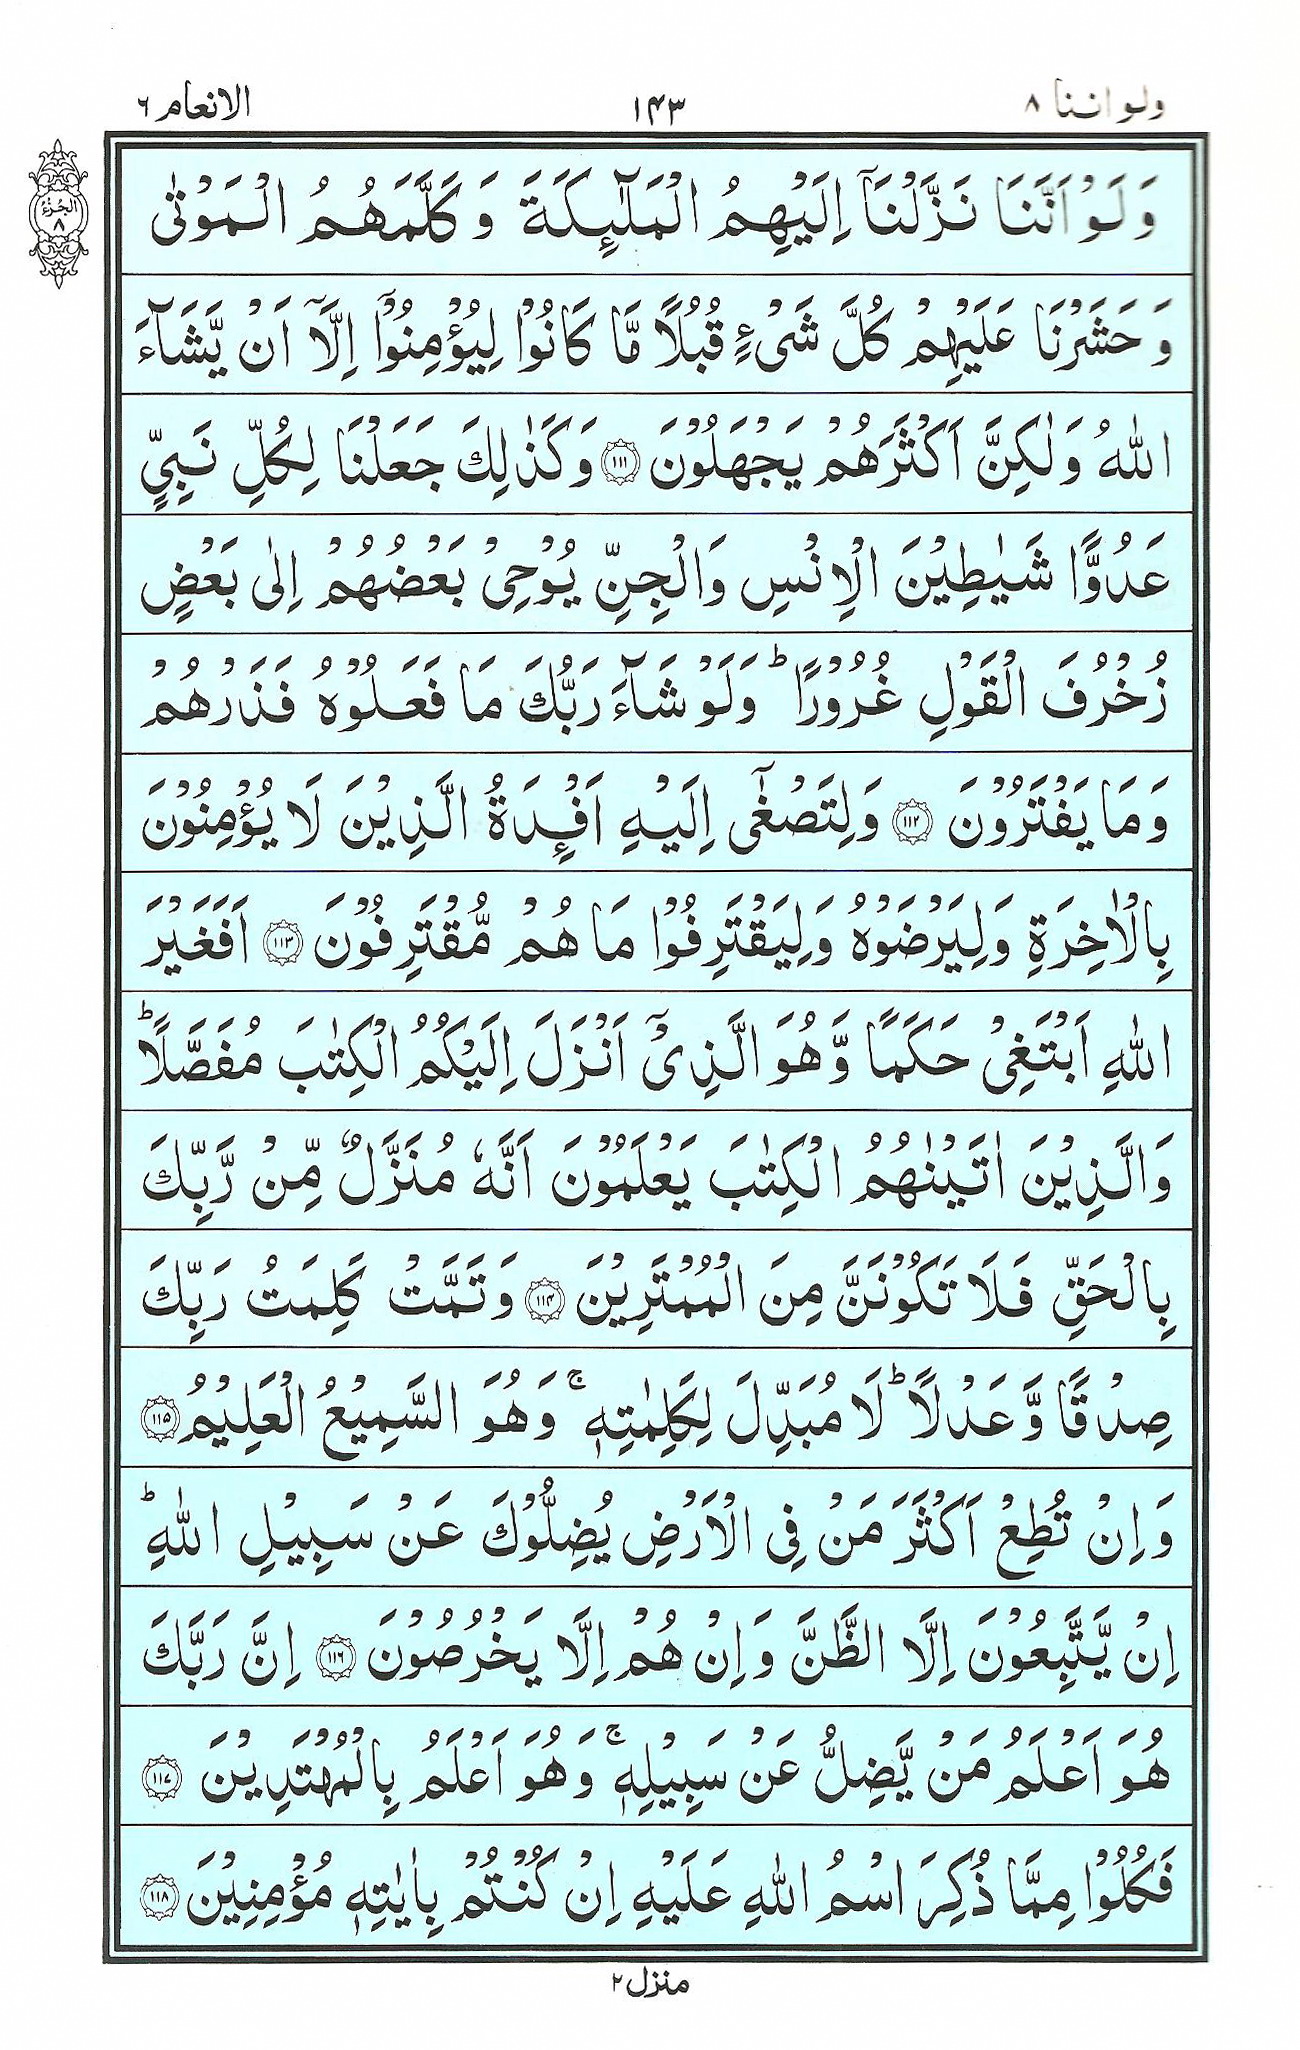 ولواننا ٨
١٤٣
الانعام ٦
الجزء ٨
وَ لَوْ اَنَّنَا نَزَّلْنَاۤ اِلَیْهِمُ الْمَلٰٓىِٕكَةَ وَ كَلَّمَهُمُ الْمَوْتٰى
وَ حَشَرْنَا عَلَیْهِمْ كُلَّ شَیْءٍ قُبُلًا مَّا كَانُوْا لِیُؤْمِنُوْۤا اِلَّاۤ اَنْ یَّشَآءَ
اللّٰهُ وَ لٰكِنَّ اَكْثَرَهُمْ یَجْهَلُوْنَ ۝١١١ وَ كَذٰلِكَ جَعَلْنَا لِكُلِّ نَبِیٍّ
عَدُوًّا شَیٰطِیْنَ الْاِنْسِ وَ الْجِنِّ یُوْحِیْ بَعْضُهُمْ اِلٰى بَعْضٍ
زُخْرُفَ الْقَوْلِ غُرُوْرًا ؕ وَ لَوْ شَآءَ رَبُّكَ مَا فَعَلُوْهُ فَذَرْهُمْ
وَ مَا یَفْتَرُوْنَ ۝١١٢ وَ لِتَصْغٰۤى اِلَیْهِ اَفْـِٕدَةُ الَّذِیْنَ لَا یُؤْمِنُوْنَ
بِالْاٰخِرَةِ وَ لِیَرْضَوْهُ وَ لِیَقْتَرِفُوْا مَا هُمْ مُّقْتَرِفُوْنَ ۝١١٣ اَفَغَیْرَ
اللّٰهِ اَبْتَغِیْ حَكَمًا وَّ هُوَ الَّذِیْۤ اَنْزَلَ اِلَیْكُمُ الْكِتٰبَ مُفَصَّلًا ؕ
وَ الَّذِیْنَ اٰتَیْنٰهُمُ الْكِتٰبَ یَعْلَمُوْنَ اَنَّهٗ مُنَزَّلٌ مِّنْ رَّبِّكَ
بِالْحَقِّ فَلَا تَكُوْنَنَّ مِنَ الْمُمْتَرِیْنَ ۝١١٤ وَ تَمَّتْ كَلِمَتُ رَبِّكَ
صِدْقًا وَّ عَدْلًا ؕ لَا مُبَدِّلَ لِكَلِمٰتِهٖ ۚ وَ هُوَ السَّمِیْعُ الْعَلِیْمُ ۝١١٥
وَ اِنْ تُطِعْ اَكْثَرَ مَنْ فِی الْاَرْضِ یُضِلُّوْكَ عَنْ سَبِیْلِ اللّٰهِ ؕ
اِنْ یَّتَّبِعُوْنَ اِلَّا الظَّنَّ وَ اِنْ هُمْ اِلَّا یَخْرُصُوْنَ ۝١١٦ اِنَّ رَبَّكَ
هُوَ اَعْلَمُ مَنْ یَّضِلُّ عَنْ سَبِیْلِهٖ ۚ وَ هُوَ اَعْلَمُ بِالْمُهْتَدِیْنَ ۝١١٧
فَكُلُوْا مِمَّا ذُكِرَ اسْمُ اللّٰهِ عَلَیْهِ اِنْ كُنْتُمْ بِاٰیٰتِهٖ مُؤْمِنِیْنَ ۝١١٨
منزل ٢